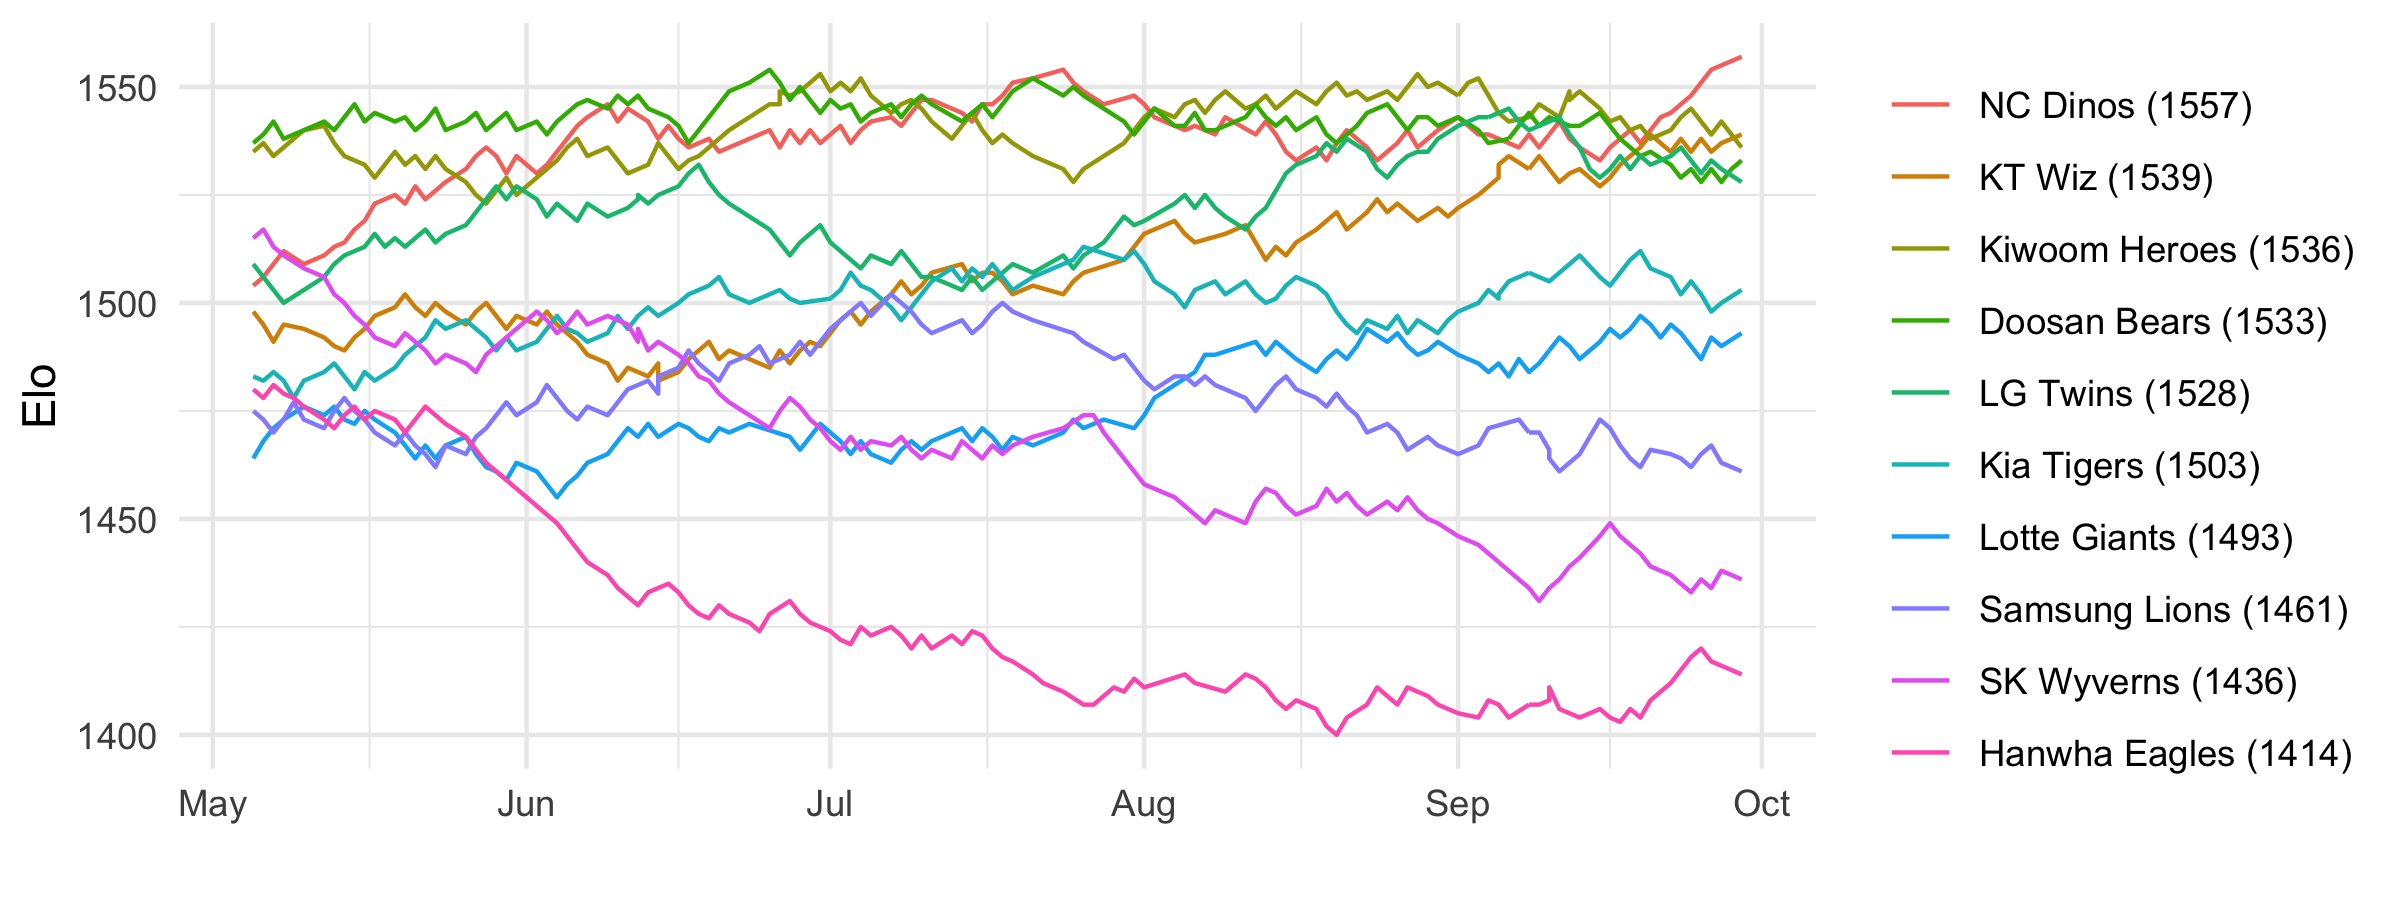 1550
1500
1450
1400
Elo
May
Jun
Jul
Aug
Sep
Oct
NC Dinos (1557)
KT Wiz (1539)
Kiwoom Heroes (1536)
Doosan Bears (1533)
LG Twins (1528)
Kia Tigers (1503)
Lotte Giants (1493)
Samsung Lions (1461)
SK Wyverns (1436)
Hanwha Eagles (1414)